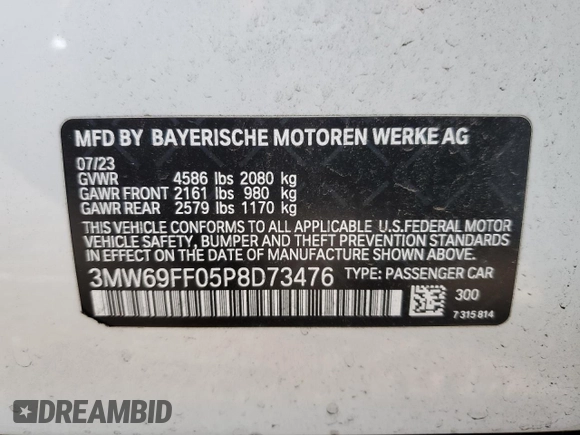 MFD BY BAYERISCHE MOTOREN WERKE AG
07/23
GVWR 4586 lbs 2080 kg
GAWR FRONT 2161 lbs 980 kg
GAWR REAR 2579 lbs 1170 kg
THIS VEHICLE CONFORMS TO ALL APPLICABLE U.S.FEDERAL MOTOR
VEHICLE SAFETY, BUMPER AND THEFT PREVENTION STANDARDS
IN EFFECT ON THE DATE OF MANUFACTURE SHOWN ABOVE.
3MW69FF05P8D73476 TYPE: PASSENGER CAR
300
7 315 814
DREAMBID